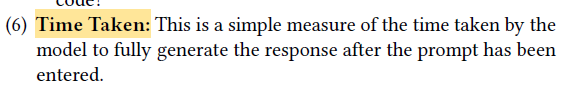 (6) Time Taken: This is a simple measure of the time taken by the
model to fully generate the response after the prompt has been
entered.